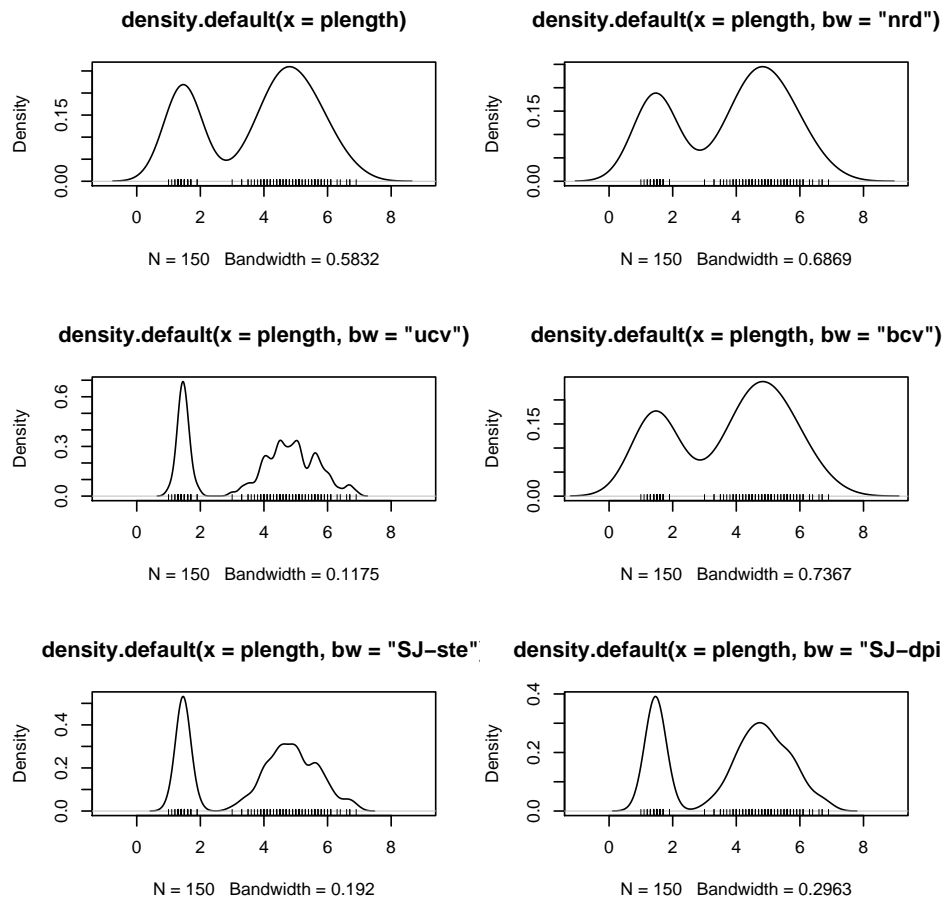 density.default(x = plength)
Density
0.00
0.15
0 2 4 6 8
N = 150 Bandwidth = 0.5832
density.default(x = plength, bw = "nrd")
Density
0.00
0.15
0 2 4 6 8
N = 150 Bandwidth = 0.6869
density.default(x = plength, bw = "ucv")
Density
0.0
0.3
0.6
0 2 4 6 8
N = 150 Bandwidth = 0.1175
density.default(x = plength, bw = "bcv")
Density
0.00
0.15
0 2 4 6 8
N = 150 Bandwidth = 0.7367
density.default(x = plength, bw = "SJ−ste")
Density
0.0
0.2
0.4
0 2 4 6 8
N = 150 Bandwidth = 0.192
density.default(x = plength, bw = "SJ−dpi
Density
0.0
0.2
0.4
0 2 4 6 8
N = 150 Bandwidth = 0.2963